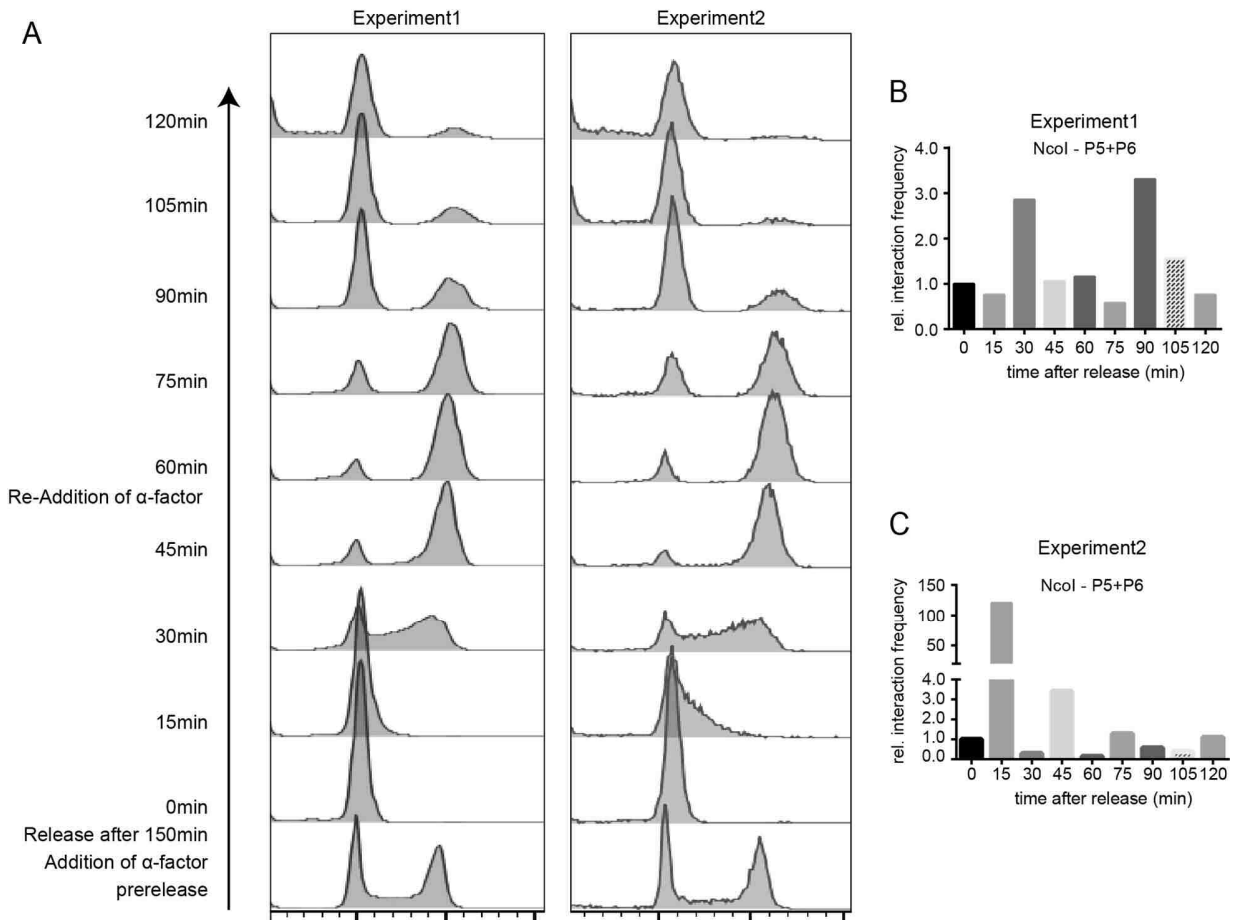 A
Experiment1
Experiment2
120min
105min
90min
75min
60min
Re-Addition of α-factor
45min
30min
15min
0min
Release after 150min
Addition of α-factor
prerelease
B
Experiment1
NcoI - P5+P6
rel. interaction frequency
4.0
3.0
2.0
1.0
0.0
0 15 30 45 60 75 90 105 120
time after release (min)
C
Experiment2
NcoI - P5+P6
rel. interaction frequency
150
100
50
4.0
3.0
2.0
1.0
0.0
0 15 30 45 60 75 90 105 120
time after release (min)